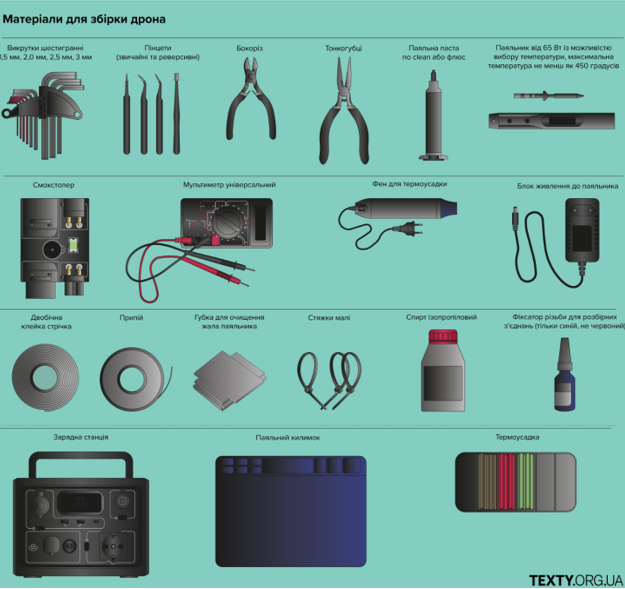 Матеріали для збірки дрона
Викрутки шестигранні
1,5 мм, 2,0 мм, 2,5 мм, 3 мм
Пінцети
(звичайні та реверсивні)
Бокоріз
Тонкогубці
Паяльна паста
по clean або флюс
Паяльник від 65 Вт із можливістю
вибору температури, максимальна
температура не менш як 450 градусів
Смокстопер
Мультиметр універсальний
Фен для термоусадки
Блок живлення до паяльника
Двобічна
клейка стрічка
Припій
Губка для очищення
жала паяльника
Стяжки малі
Спирт ізопропіловий
Фіксатор різьби для розбірних
з'єднань (тільки синій, не червоний)
Зарядна станція
Паяльний килимок
Термоусадка
TEXTY.ORG.UA